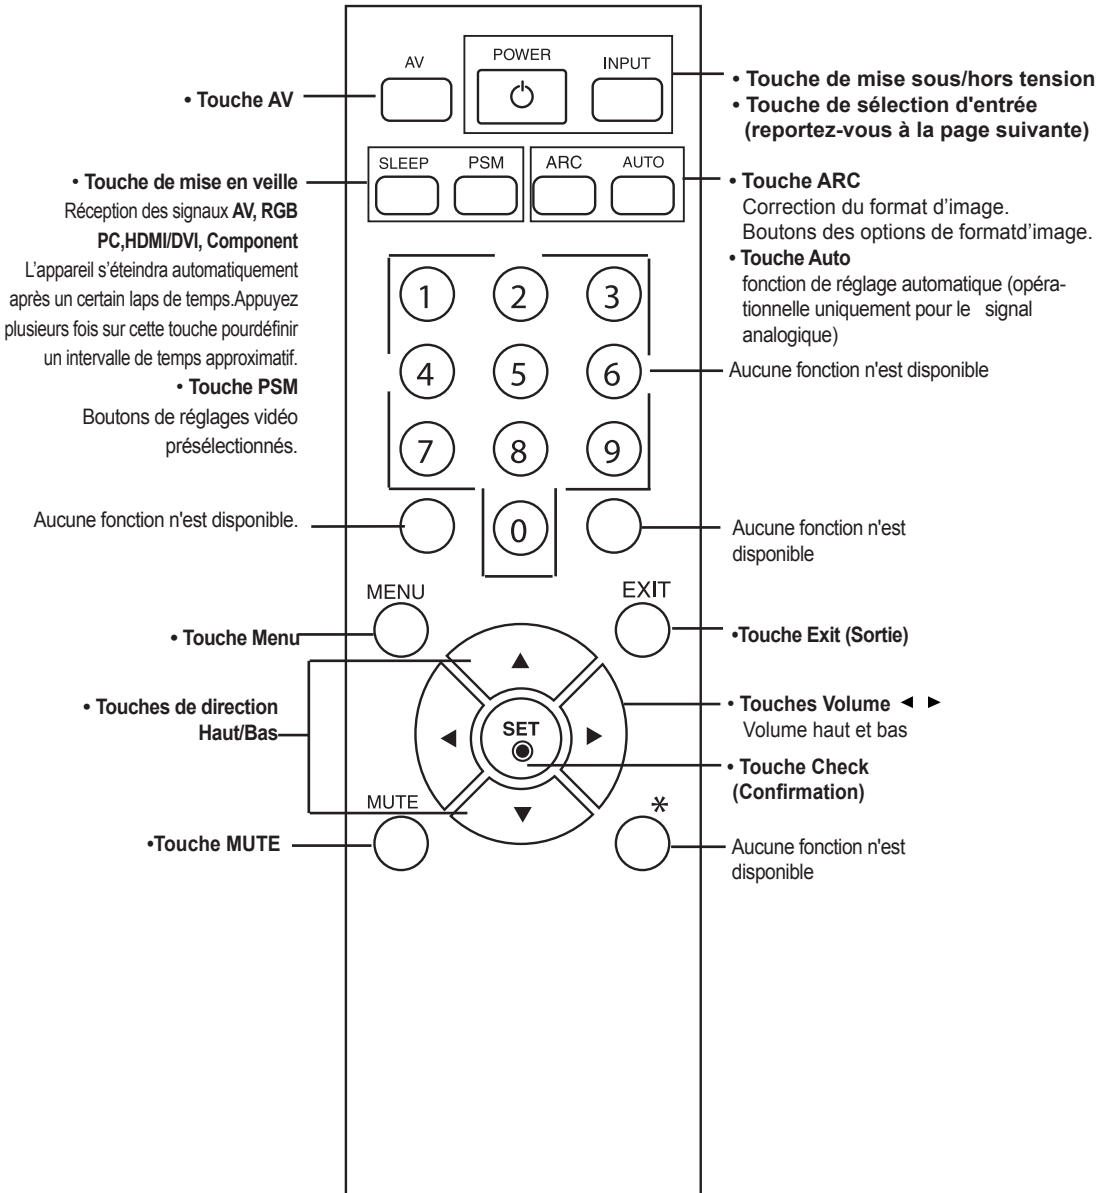 AV
POWER
INPUT
• Touche AV
• Touche de mise sous/hors tension
• Touche de sélection d'entrée
(reportez-vous à la page suivante)
SLEEP
PSM
ARC
AUTO
• Touche de mise en veille
Réception des signaux AV, RGB
PC,HDMI/DVI, Component
L’appareil s’éteindra automatiquement
après un certain laps de temps.Appuyez
plusieurs fois sur cette touche pourdéfinir
un intervalle de temps approximatif.
• Touche PSM
Boutons de réglages vidéo
présélectionnés.
• Touche ARC
Correction du format d’image.
Boutons des options de formatd’image.
• Touche Auto
fonction de réglage automatique (opéra-
tionnelle uniquement pour le signal
analogique)
1
2
3
4
5
6
Aucune fonction n'est disponible
7
8
9
Aucune fonction n'est disponible.
0
Aucune fonction n'est
disponible
MENU
EXIT
• Touche Menu
•Touche Exit (Sortie)
• Touches de direction
Haut/Bas
▲
◄
SET
►
▼
• Touches Volume ◄ ►
Volume haut et bas
• Touche Check
(Confirmation)
MUTE
*
•Touche MUTE
Aucune fonction n'est
disponible